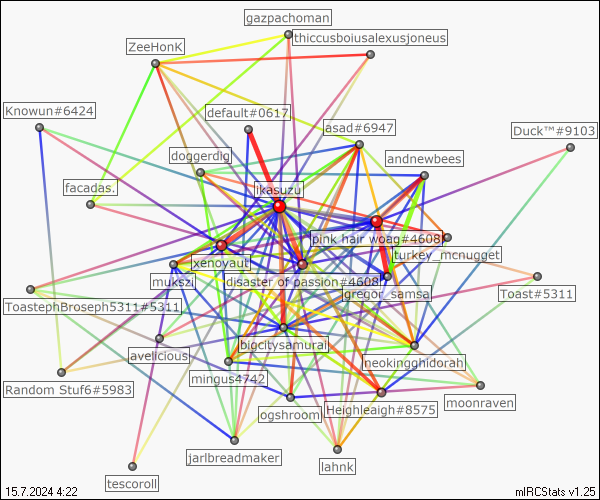 gazpachoman
thiccusboiusalexusjoneus
ZeeHonK
Knowun#6424
default#0617
asad#6947
Duck™#9103
doggerdig
andnewbees
facadas.
ikasuzu
pink hair woag#4608
xenoyaut
turkey_mcnugget
mukszi
disaster of passion#4608
gregor_samsa
Toast#5311
ToastephBroseph5311#5311
bigcitysamurai
avelicious
neokingghidorah
mingus4742
Random Stuf6#5983
ogshroom
Heighleaigh#8575
moonraven
jarlbreadmaker
lahnk
tescoroll
15.7.2024 4:22
mIRCStats v1.25